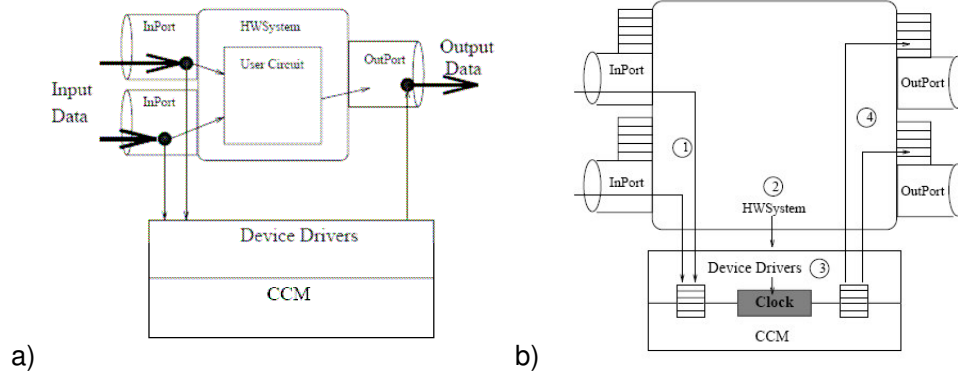 InPort
HWSystem
User Circuit
OutPort
Output
Data
Input
Data
InPort
Device Drivers
CCM
a)
InPort
1
4
OutPort
InPort
2
HWSystem
OutPort
Device Drivers 3
Clock
CCM
b)